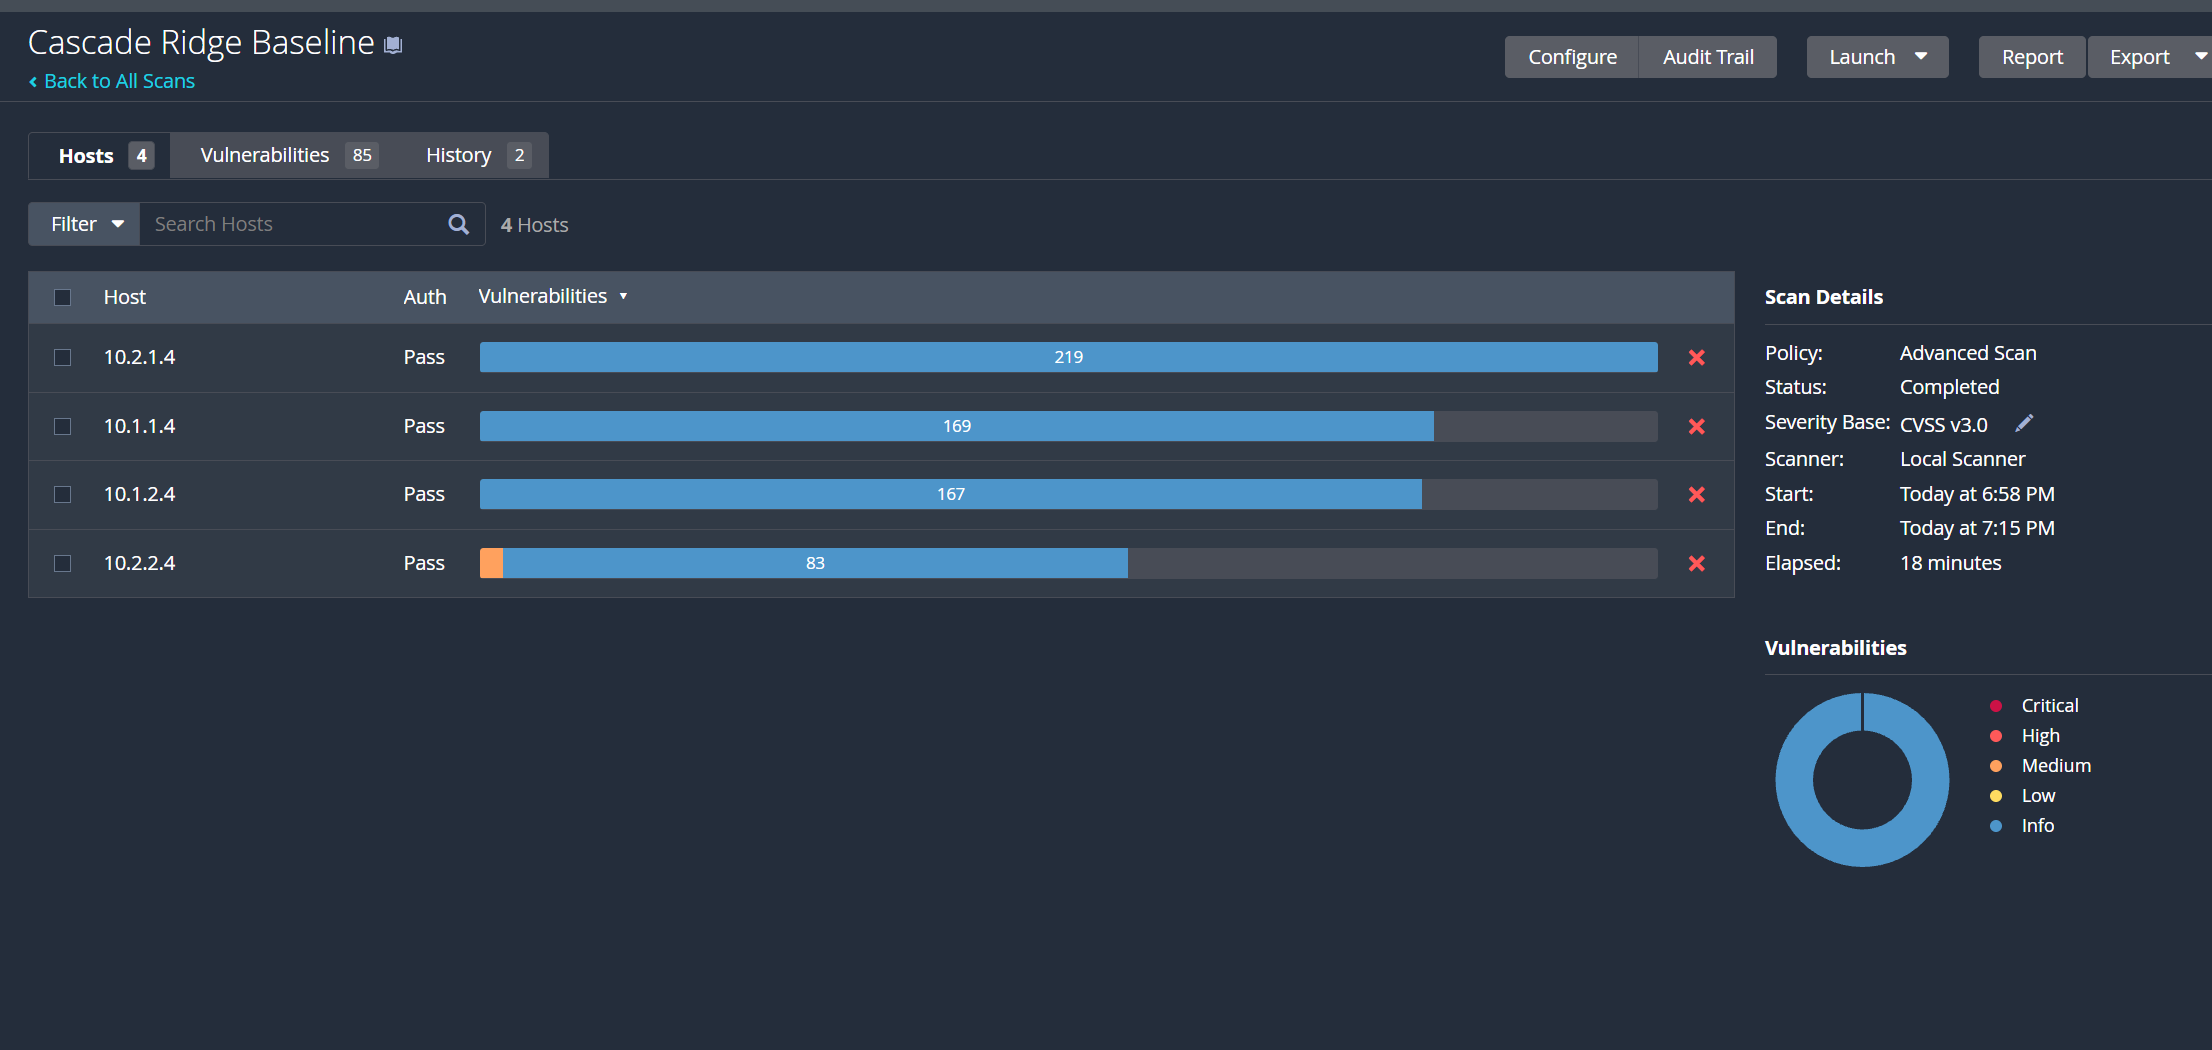 Cascade Ridge Baseline
Back to All Scans
Configure Audit Trail Launch Report Export
Hosts 4 Vulnerabilities 85 History 2
Filter Search Hosts 4 Hosts
Host Auth Vulnerabilities
10.2.1.4 Pass 219
10.1.1.4 Pass 169
10.1.2.4 Pass 167
10.2.2.4 Pass 83
Scan Details
Policy: Advanced Scan
Status: Completed
Severity Base: CVSS v3.0
Scanner: Local Scanner
Start: Today at 6:58 PM
End: Today at 7:15 PM
Elapsed: 18 minutes
Vulnerabilities
Critical
High
Medium
Low
Info